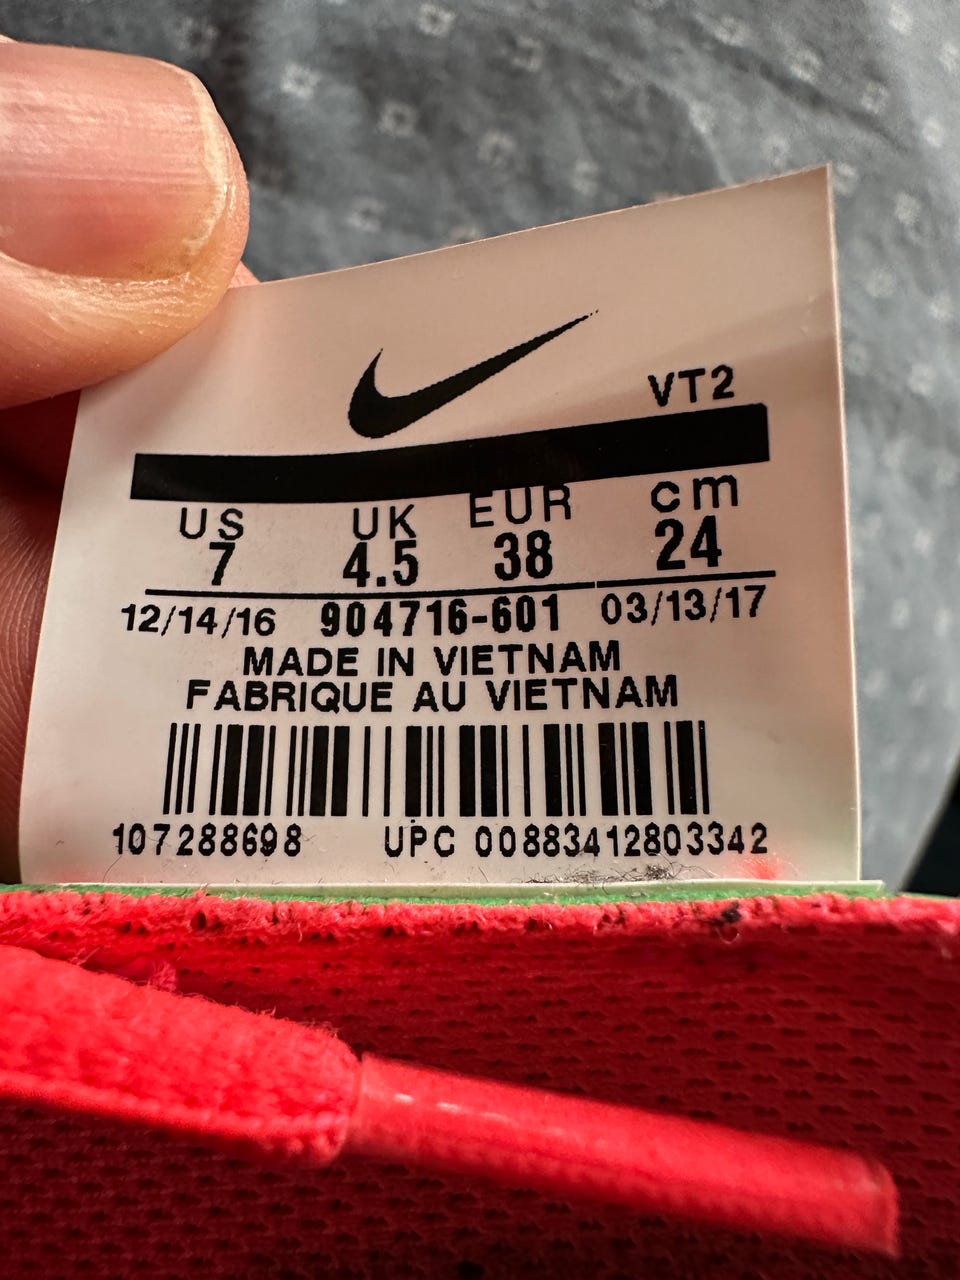 VT2
US UK EUR cm
7 4.5 38 24
12/14/16 904716-601 03/13/17
MADE IN VIETNAM
FABRIQUE AU VIETNAM
107288698 UPC 00883412803342